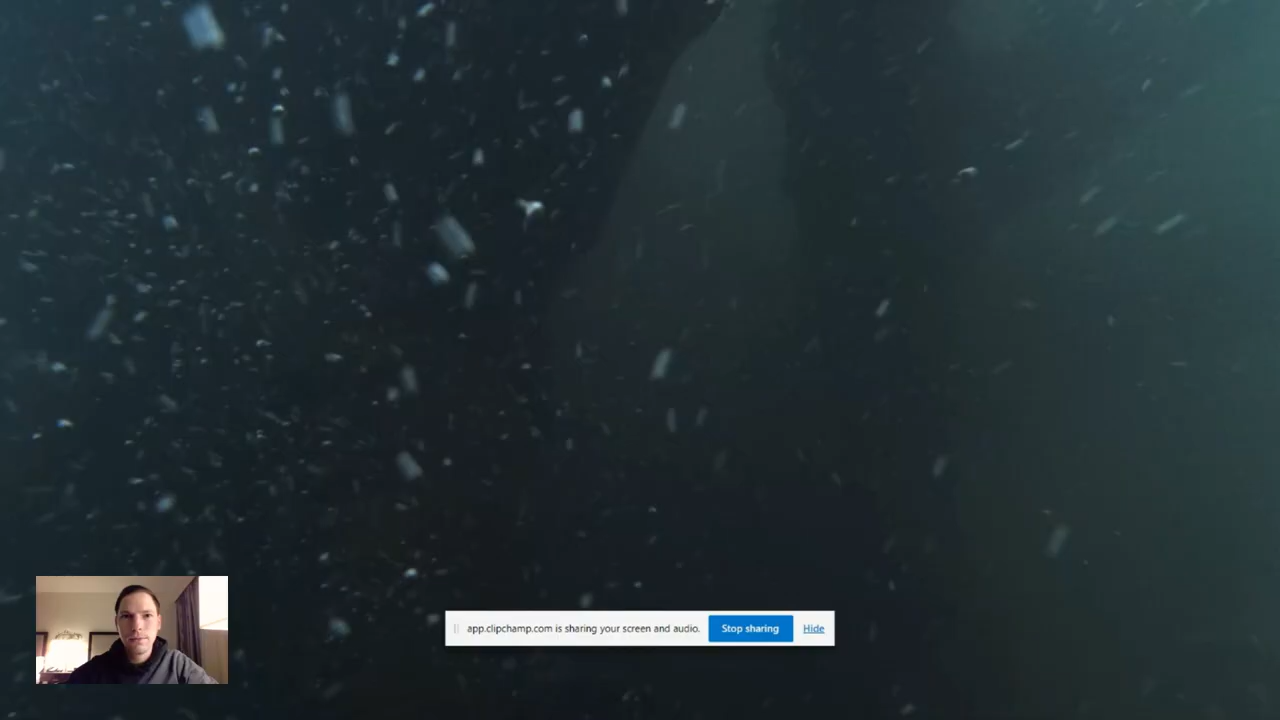 app.clipchamp.com is sharing your screen and audio.
Stop sharing
Hide